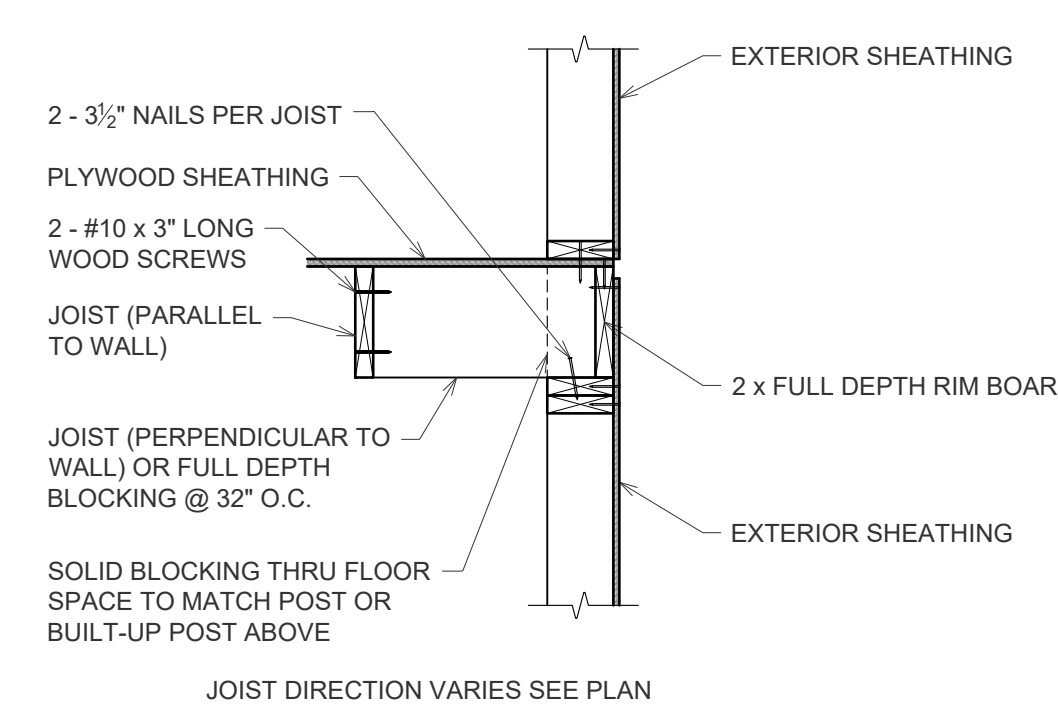 EXTERIOR SHEATHING
2 - 3½" NAILS PER JOIST
PLYWOOD SHEATHING
2 - #10 x 3" LONG
WOOD SCREWS
JOIST (PARALLEL
TO WALL)
2 x FULL DEPTH RIM BOAR
JOIST (PERPENDICULAR TO
WALL) OR FULL DEPTH
BLOCKING @ 32" O.C.
EXTERIOR SHEATHING
SOLID BLOCKING THRU FLOOR
SPACE TO MATCH POST OR
BUILT-UP POST ABOVE
JOIST DIRECTION VARIES SEE PLAN